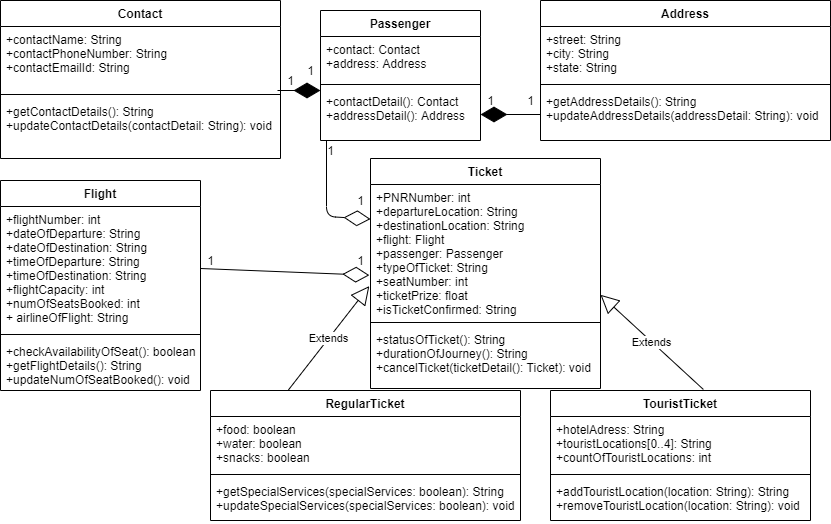 Contact
+contactName: String
+contactPhoneNumber: String
+contactEmailId: String
+getContactDetails(): String
+updateContactDetails(contactDetail: String): void
1
1
Passenger
+contact: Contact
+address: Address
+contactDetail(): Contact
+addressDetail(): Address
1
1
Address
+street: String
+city: String
+state: String
+getAddressDetails(): String
+updateAddressDetails(addressDetail: String): void
1
1
Flight
+flightNumber: int
+dateOfDeparture: String
+dateOfDestination: String
+timeOfDeparture: String
+timeOfDestination: String
+flightCapacity: int
+numOfSeatsBooked: int
+ airlineOfFlight: String
+checkAvailabilityOfSeat(): boolean
+getFlightDetails(): String
+updateNumOfSeatBooked(): void
1
1
Ticket
+PNRNumber: int
+departureLocation: String
+destinationLocation: String
+flight: Flight
+passenger: Passenger
+typeOfTicket: String
+seatNumber: int
+ticketPrize: float
+isTicketConfirmed: String
+statusOfTicket(): String
+durationOfJourney(): String
+cancelTicket(ticketDetail(): Ticket): void
Extends
Extends
RegularTicket
+food: boolean
+water: boolean
+snacks: boolean
+getSpecialServices(specialServices: boolean): String
+updateSpecialServices(specialServices: boolean): void
TouristTicket
+hotelAdress: String
+touristLocations[0..4]: String
+countOfTouristLocations: int
+addTouristLocation(location: String): String
+removeTouristLocation(location: String): void